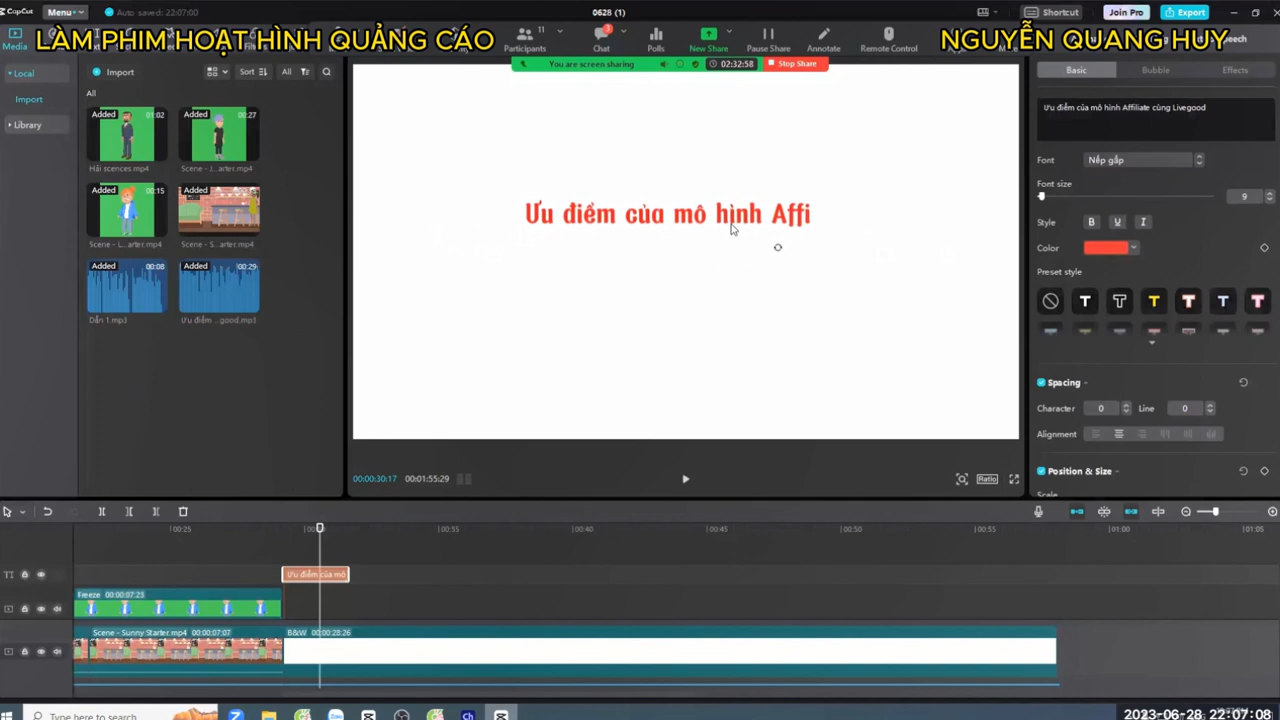 CapCut
Menu
Auto saved: 22:07:00
0628 (1)
Shortcut
Join Pro
Export
LÀM PHIM HOẠT HÌNH QUẢNG CÁO
NGUYỄN QUANG HUY
Media
Participants
11
Chat
3
Polls
New Share
Pause Share
Annotate
Remote Control
You are screen sharing
02:32:58
Stop Share
Local
Import
Sort
All
Import
Library
All
Added
01:02
Hải scences.mp4
Added
00:27
Scene - J...arter.mp4
Added
00:15
Scene - L...arter.mp4
Added
Scene - S...arter.mp4
Added
00:08
Dẫn 1.mp3
Added
00:29
Ưu điểm ...good.mp3
Ưu điểm của mô hình Affi
00:00:30:17
00:01:55:29
Ratio
Basic
Bubble
Effects
Ưu điểm của mô hình Affiliate cùng Livegood
Font
Nếp gấp
Font size
9
Style
B U I
Color
Preset style
T T T T T T
Spacing
Character
0
Line
0
Alignment
Position & Size
Scale
00:25
00:35
00:40
00:45
00:50
00:55
01:00
01:05
TI
Ưu điểm của mô
Freeze 00:00:07:23
Scene - Sunny Starter.mp4 00:00:07:07
B&W 00:00:28:26
Type here to search
2023-06-28 22:07:08